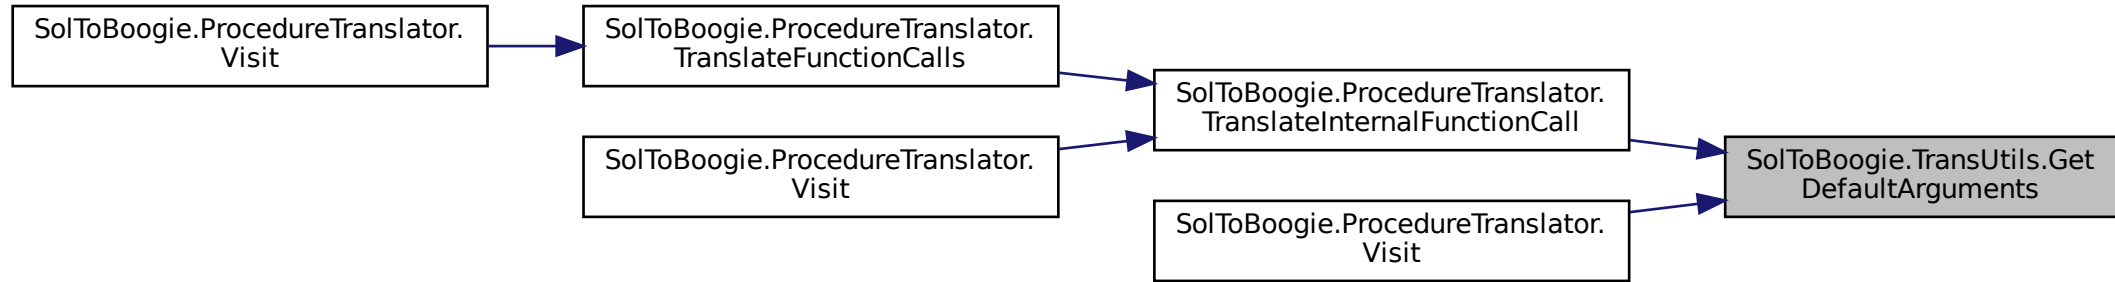 SolToBoogie.ProcedureTranslator.
Visit
SolToBoogie.ProcedureTranslator.
TranslateFunctionCalls
SolToBoogie.ProcedureTranslator.
Visit
SolToBoogie.ProcedureTranslator.
TranslateInternalFunctionCall
SolToBoogie.ProcedureTranslator.
Visit
SolToBoogie.TransUtils.Get
DefaultArguments